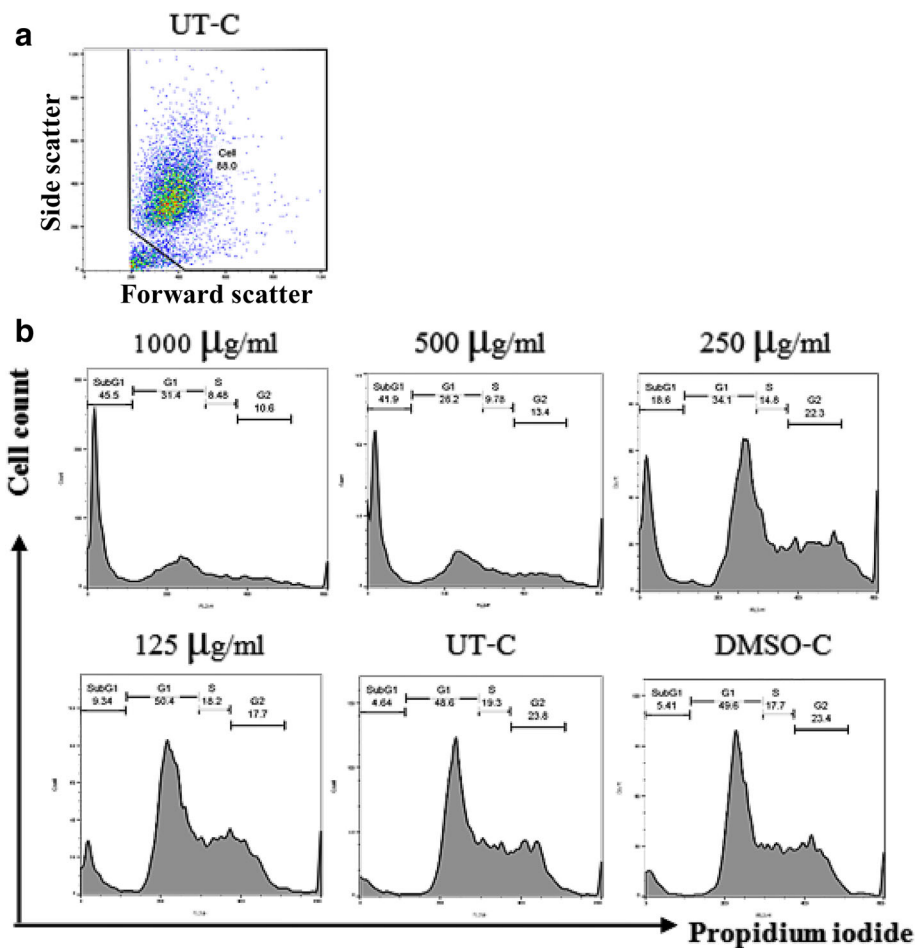 a
UT-C
Side scatter
Cell
88.0
Forward scatter
b
1000 μg/ml
500 μg/ml
250 μg/ml
SubG1 G1 S G2
45.5 31.4 8.48 10.6
SubG1 G1 S G2
41.9 28.2 9.78 13.4
SubG1 G1 S G2
18.6 34.1 14.8 22.3
Cell count
125 μg/ml
UT-C
DMSO-C
SubG1 G1 S G2
9.34 50.4 18.2 17.7
SubG1 G1 S G2
4.64 48.6 19.3 23.8
SubG1 G1 S G2
5.41 49.6 17.7 23.4
Propidium iodide